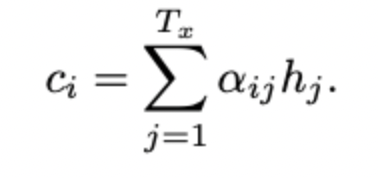 c_i = \sum_{j=1}^{T_x} \alpha_{ij} h_j.